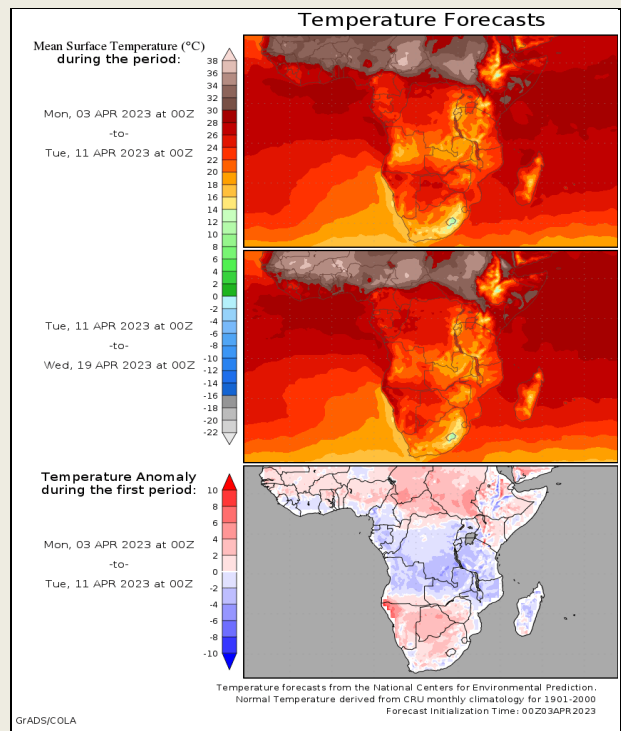 Temperature Forecasts
Mean Surface Temperature (°C)
during the period:
Mon, 03 APR 2023 at 00Z
-to-
Tue, 11 APR 2023 at 00Z
38
36
34
32
30
28
26
24
22
20
18
16
14
12
10
8
6
4
2
0
-2
-4
-6
-8
-10
-12
-14
-16
-18
-20
-22
Tue, 11 APR 2023 at 00Z
-to-
Wed, 19 APR 2023 at 00Z
Temperature Anomaly
during the first period:
Mon, 03 APR 2023 at 00Z
-to-
Tue, 11 APR 2023 at 00Z
10
8
6
4
2
0
-2
-4
-6
-8
-10
Temperature forecasts from the National Centers for Environmental Prediction.
Normal Temperature derived from CRU monthly climatology for 1901-2000
Forecast Initialization Time: 00Z03APR2023
GrADS/COLA